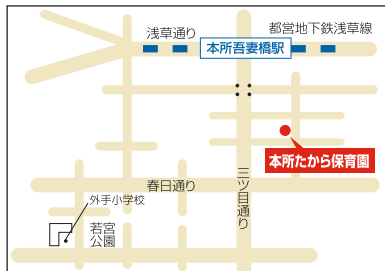 浅草通り
都営地下鉄浅草線
本所吾妻橋駅
本所たから保育園
春日通り
三ツ目通り
外手小学校
若宮
公園